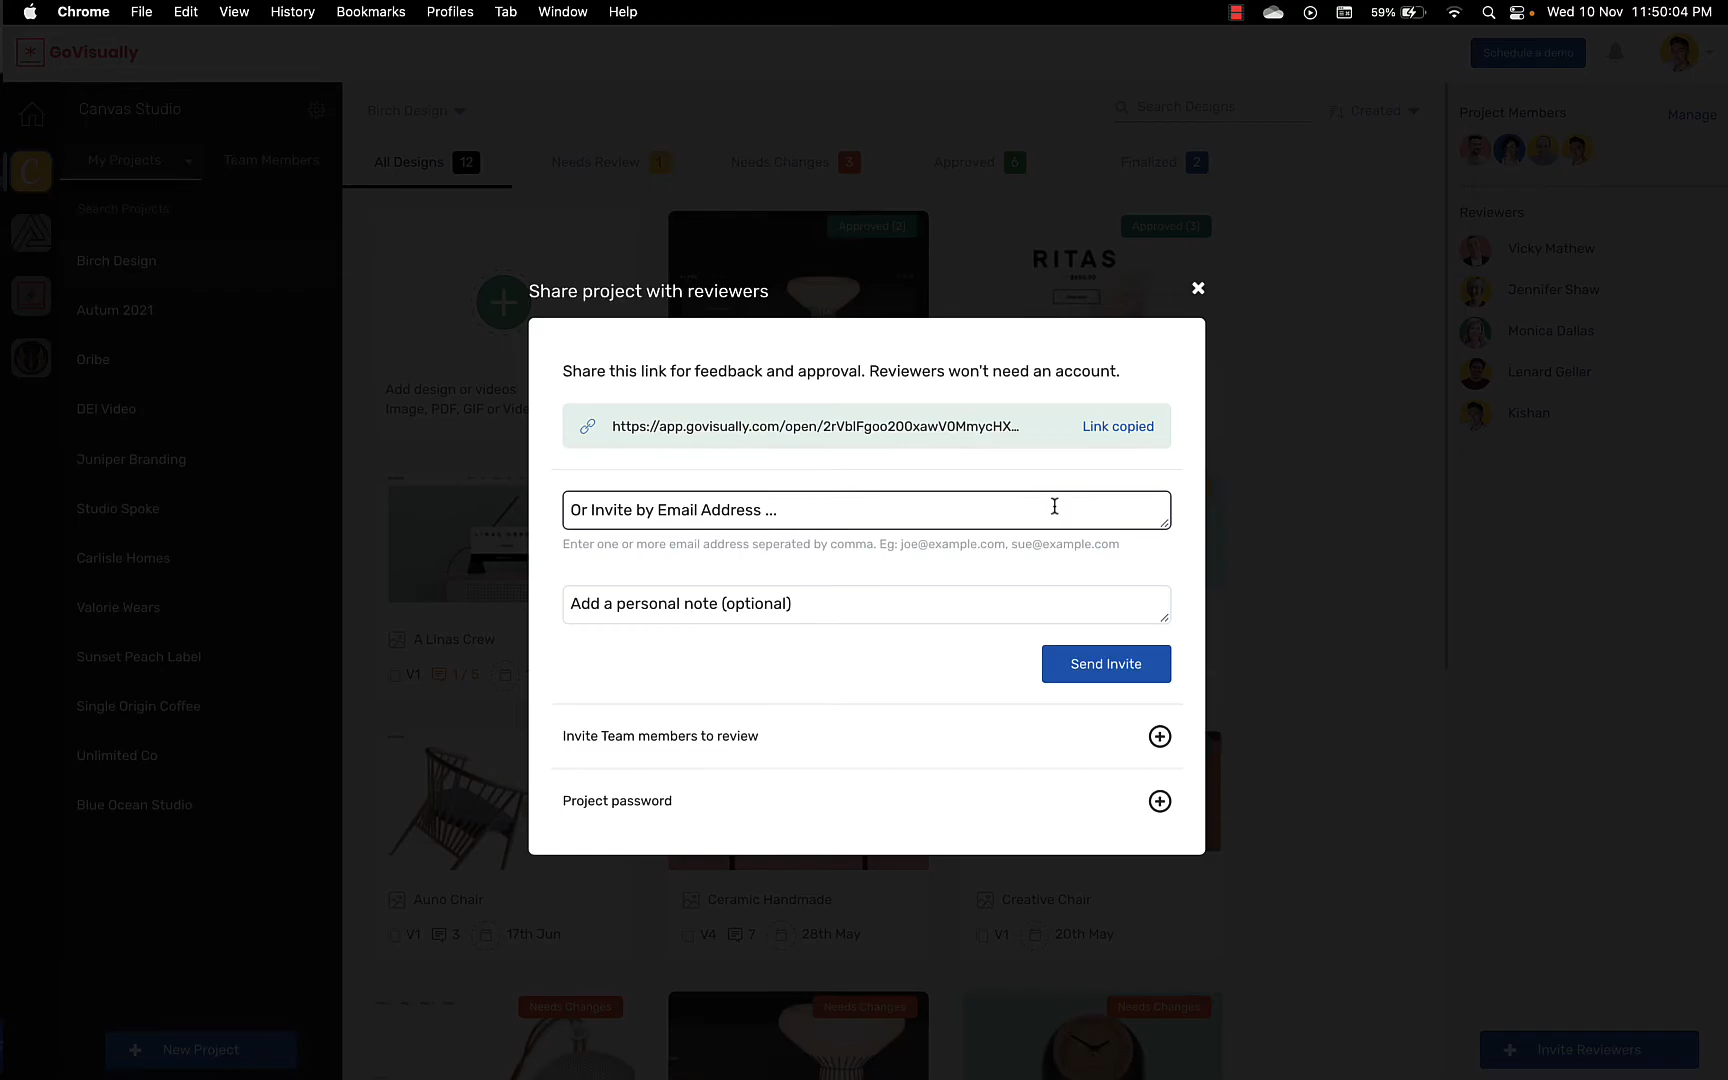 Chrome File Edit View History Bookmarks Profiles Tab Window Help
59% Wed 10 Nov 11:50:04 PM
GoVisually
Schedule a demo
Canvas Studio
My Projects Team Members
Search Projects
Birch Design
Autum 2021
Oribe
DEI Video
Juniper Branding
Studio Spoke
Carlisle Homes
Valorie Wears
Sunset Peach Label
Single Origin Coffee
Unlimited Co
Blue Ocean Studio
New Project
Birch Design
Search Designs
Created
All Designs 12 Needs Review 1 Needs Changes 3 Approved 6 Finalized 2
Approved (2)
Approved (3)
RITAS
Add design or videos
Image, PDF, GIF or Vide
Share project with reviewers
Share this link for feedback and approval. Reviewers won't need an account.
https://app.govisually.com/open/2rVblFgoo200xawV0MmycHX... Link copied
Or Invite by Email Address ...
Enter one or more email address seperated by comma. Eg: joe@example.com, sue@example.com
Add a personal note (optional)
Send Invite
Invite Team members to review
Project password
A Linas Crew
V1 1 / 5
Auno Chair
V1 3 17th Jun
Ceramic Handmade
V4 7 28th May
Creative Chair
V1 20th May
Needs Changes
Needs Changes
Needs Changes
Project Members Manage
Reviewers
Vicky Mathew
Jennifer Shaw
Monica Dallas
Lenard Geller
Kishan
Invite Reviewers